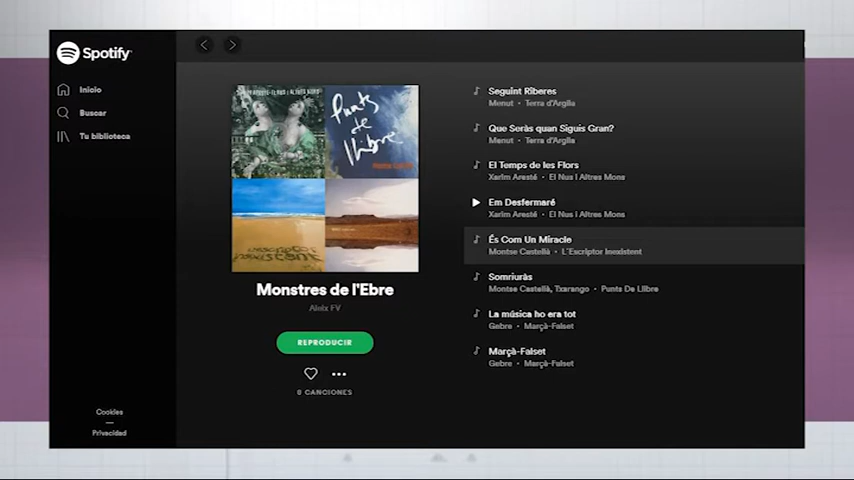 Spotify
Inicio
Buscar
Tu biblioteca
Cookies
Privacidad
Punts
de
Llibre
Monstres de l'Ebre
REPRODUCIR
8 CANCIONES
Seguint Riberes
Menut • Terra d'Argila
Que Seràs quan Siguis Gran?
Menut • Terra d'Argila
El Temps de les Flors
Xarim Aresté • El Nus i Altres Mons
Em Desfermaré
Xarim Aresté • El Nus i Altres Mons
És Com Un Miracle
Montse Castellà • L'Escriptor Inexistent
Somriuràs
Montse Castellà, Txarango • Punts De Llibre
La música ho era tot
Gebre • Marçà-Falset
Marçà-Falset
Gebre • Marçà-Falset